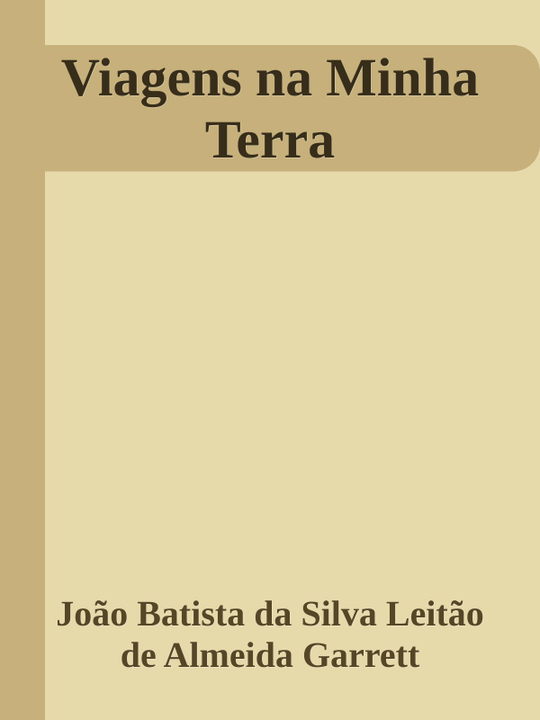 Viagens na Minha
Terra
João Batista da Silva Leitão
de Almeida Garrett